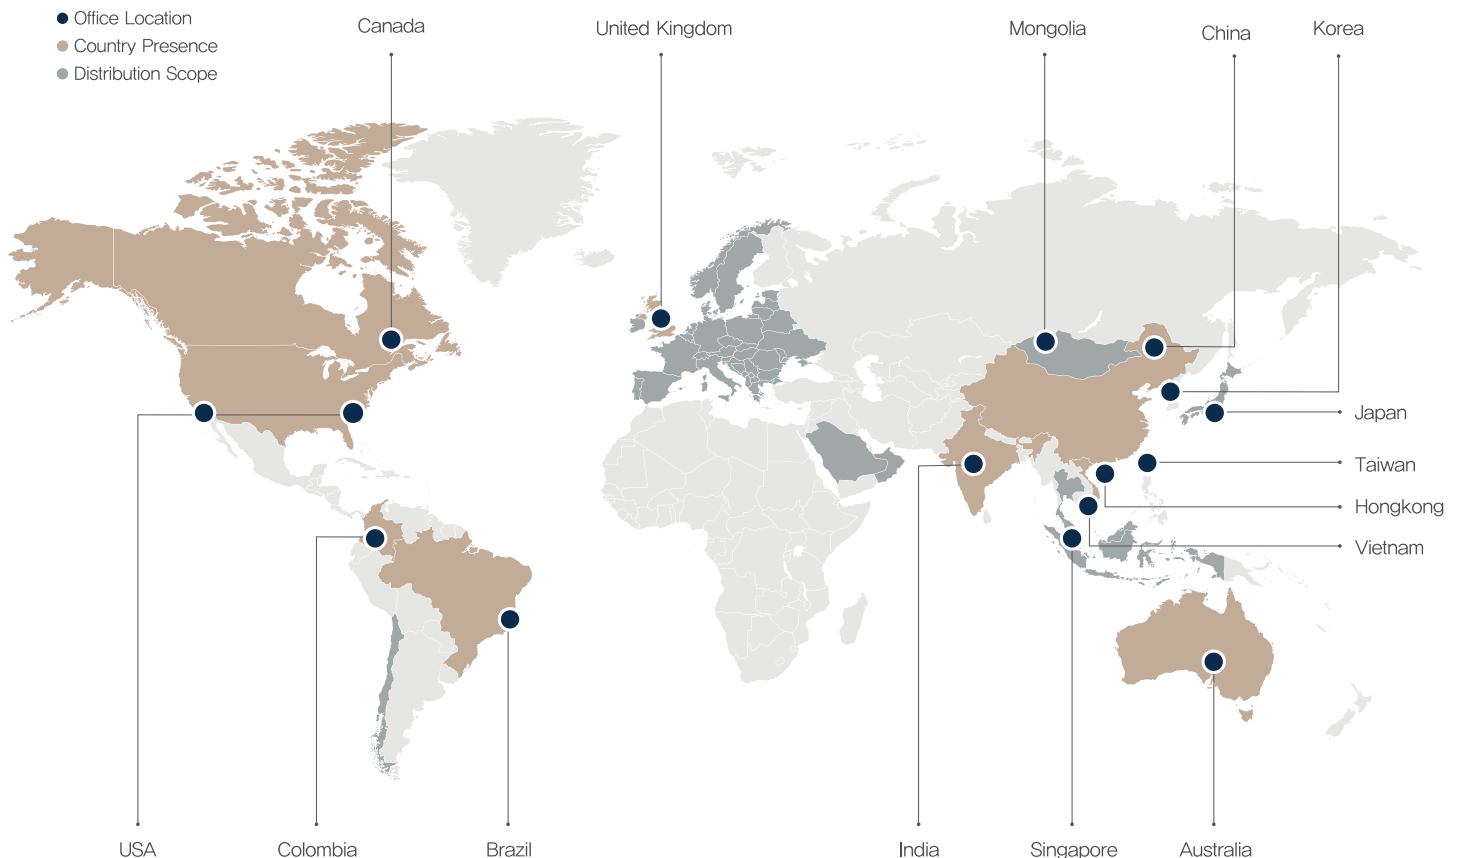 Office Location
Country Presence
Distribution Scope
Canada
United Kingdom
Mongolia
China
Korea
Japan
Taiwan
Hongkong
Vietnam
USA
Colombia
Brazil
India
Singapore
Australia